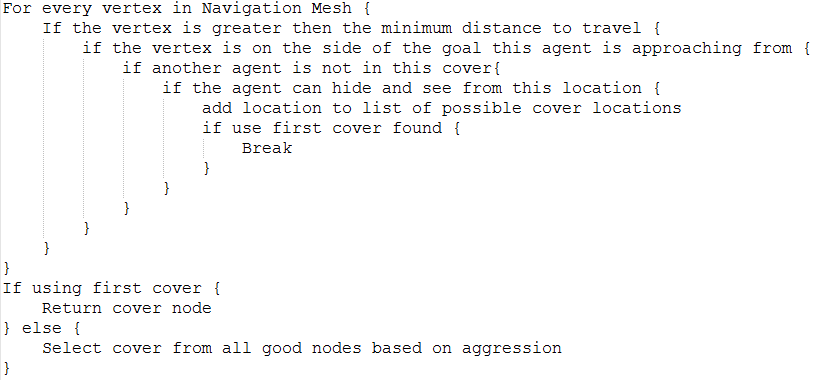 For every vertex in Navigation Mesh {
    If the vertex is greater then the minimum distance to travel {
        if the vertex is on the side of the goal this agent is approaching from {
            if another agent is not in this cover{
                if the agent can hide and see from this location {
                    add location to list of possible cover locations
                    if use first cover found {
                        Break
                    }
                }
            }
        }
    }
}
If using first cover {
    Return cover node
} else {
    Select cover from all good nodes based on aggression
}